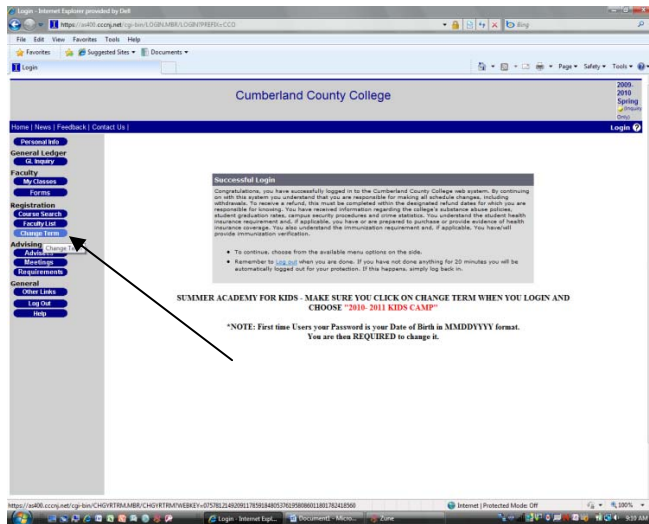 Login - Internet Explorer provided by Dell
https://as400.cccnj.net/cgi-bin/LOGIN.MBR/LOGIN?PREFIX=CCO
Bing
File Edit View Favorites Tools Help
Favorites Suggested Sites Documents
Login
Page Safety Tools
Cumberland County College
2009-
2010
Spring
Only)
Home | News | Feedback | Contact Us |
Login
Personal Info
General Ledger
GL Inquiry
Faculty
My Classes
Forms
Registration
Course Search
Faculty List
Change Term
Advising
Meetings
Requirements
General
Other Links
Log Out
Help
Successful Login
Congratulations, you have successfully logged in to the Cumberland County College web system. By continuing
on with this system you understand that you are responsible for making all schedule changes, including
withdrawals. To receive a refund, this must be completed within the designated refund dates for which you are
responsible for knowing. You have received information regarding the college's substance abuse policies,
student graduation rates, campus security procedures and crime statistics. You understand the student health
insurance requirement and, if applicable, you have or are prepared to purchase or provide evidence of health
insurance coverage. You also understand the immunization requirement and, if applicable, You have/will
provide immunization verification.
• To continue, choose from the available menu options on the side.
• Remember to Log out when you are done. If you have not done anything for 20 minutes you will be
automatically logged out for your protection. If this happens, simply log back in.
SUMMER ACADEMY FOR KIDS - MAKE SURE YOU CLICK ON CHANGE TERM WHEN YOU LOGIN AND
CHOOSE "2010- 2011 KIDS CAMP"
*NOTE: First time Users your Password is your Date of Birth in MMDDYYYY format.
You are then REQUIRED to change it.
Internet | Protected Mode: Off
100%
Login - Internet Expl...
Document1 - Micro...
Zune
9:10 AM